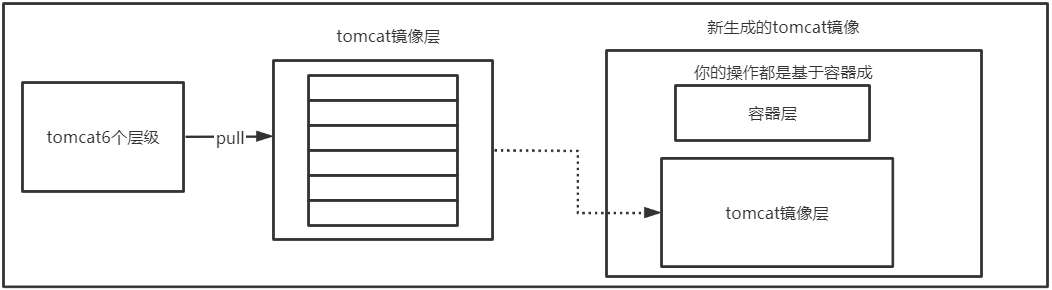 tomcat6个层级
pull
tomcat镜像层
新生成的tomcat镜像
你的操作都是基于容器成
容器层
tomcat镜像层